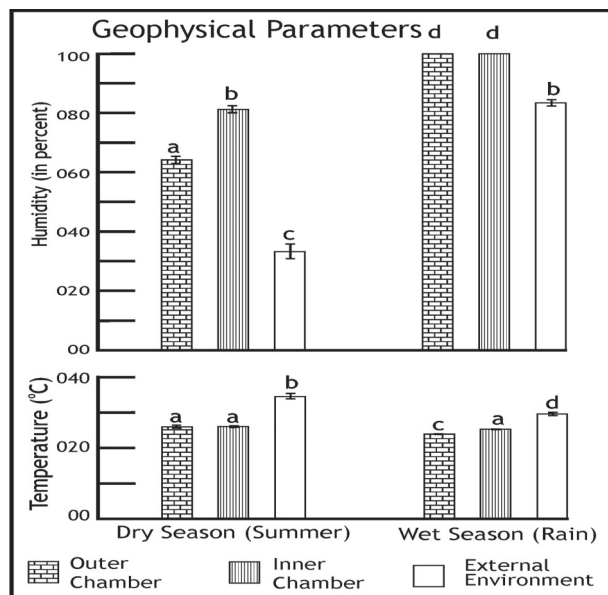 Geophysical Parameters
d d
100
b b
080
a
060
c
040
020
00
Humidity (in percent)
040
b
a a
d
c a
020
00
Temperature (°C)
Dry Season (Summer) Wet Season (Rain)
Outer Chamber
Inner Chamber
External Environment